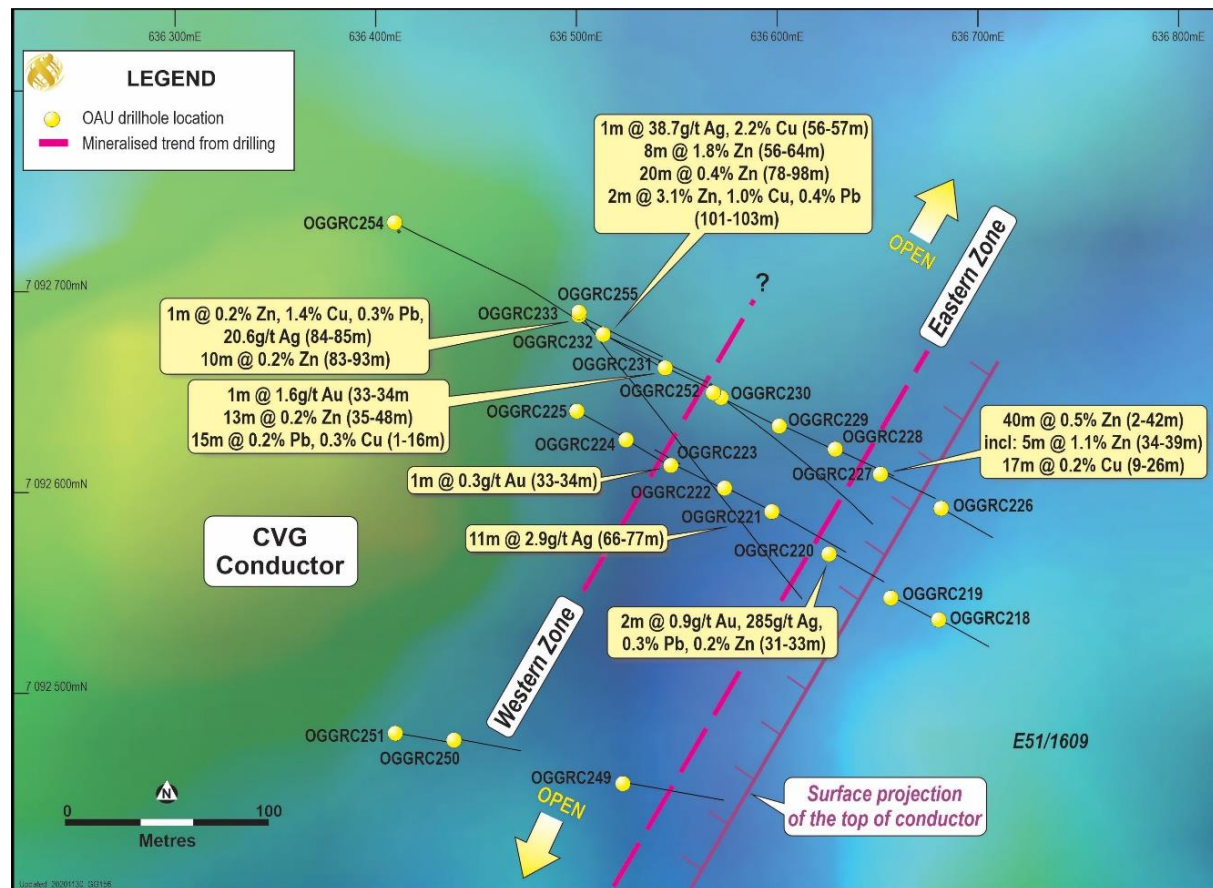 636 300mE
636 400mE
636 500mE
636 600mE
636 700mE
636 800mE
LEGEND
OAU drillhole location
Mineralised trend from drilling
1m @ 38.7g/t Ag, 2.2% Cu (56-57m)
8m @ 1.8% Zn (56-64m)
20m @ 0.4% Zn (78-98m)
2m @ 3.1% Zn, 1.0% Cu, 0.4% Pb
(101-103m)
OPEN
Eastern Zone
OGGRC254
7 092 700mN
?
OGGRC255
OGGRC233
OGGRC232
1m @ 0.2% Zn, 1.4% Cu, 0.3% Pb,
20.6g/t Ag (84-85m)
10m @ 0.2% Zn (83-93m)
OGGRC231
OGGRC252
OGGRC230
1m @ 1.6g/t Au (33-34m
13m @ 0.2% Zn (35-48m)
15m @ 0.2% Pb, 0.3% Cu (1-16m)
OGGRC225
OGGRC229
OGGRC228
40m @ 0.5% Zn (2-42m)
incl: 5m @ 1.1% Zn (34-39m)
17m @ 0.2% Cu (9-26m)
OGGRC224
OGGRC223
OGGRC227
1m @ 0.3g/t Au (33-34m)
OGGRC222
7 092 600mN
OGGRC226
OGGRC221
11m @ 2.9g/t Ag (66-77m)
OGGRC220
CVG
Conductor
OGGRC219
OGGRC218
2m @ 0.9g/t Au, 285g/t Ag,
0.3% Pb, 0.2% Zn (31-33m)
Western Zone
7 092 500mN
OGGRC251
OGGRC250
E51/1609
OGGRC249
OPEN
Surface projection
of the top of conductor
N
0
100
Metres
Updated: 20201130_GG156